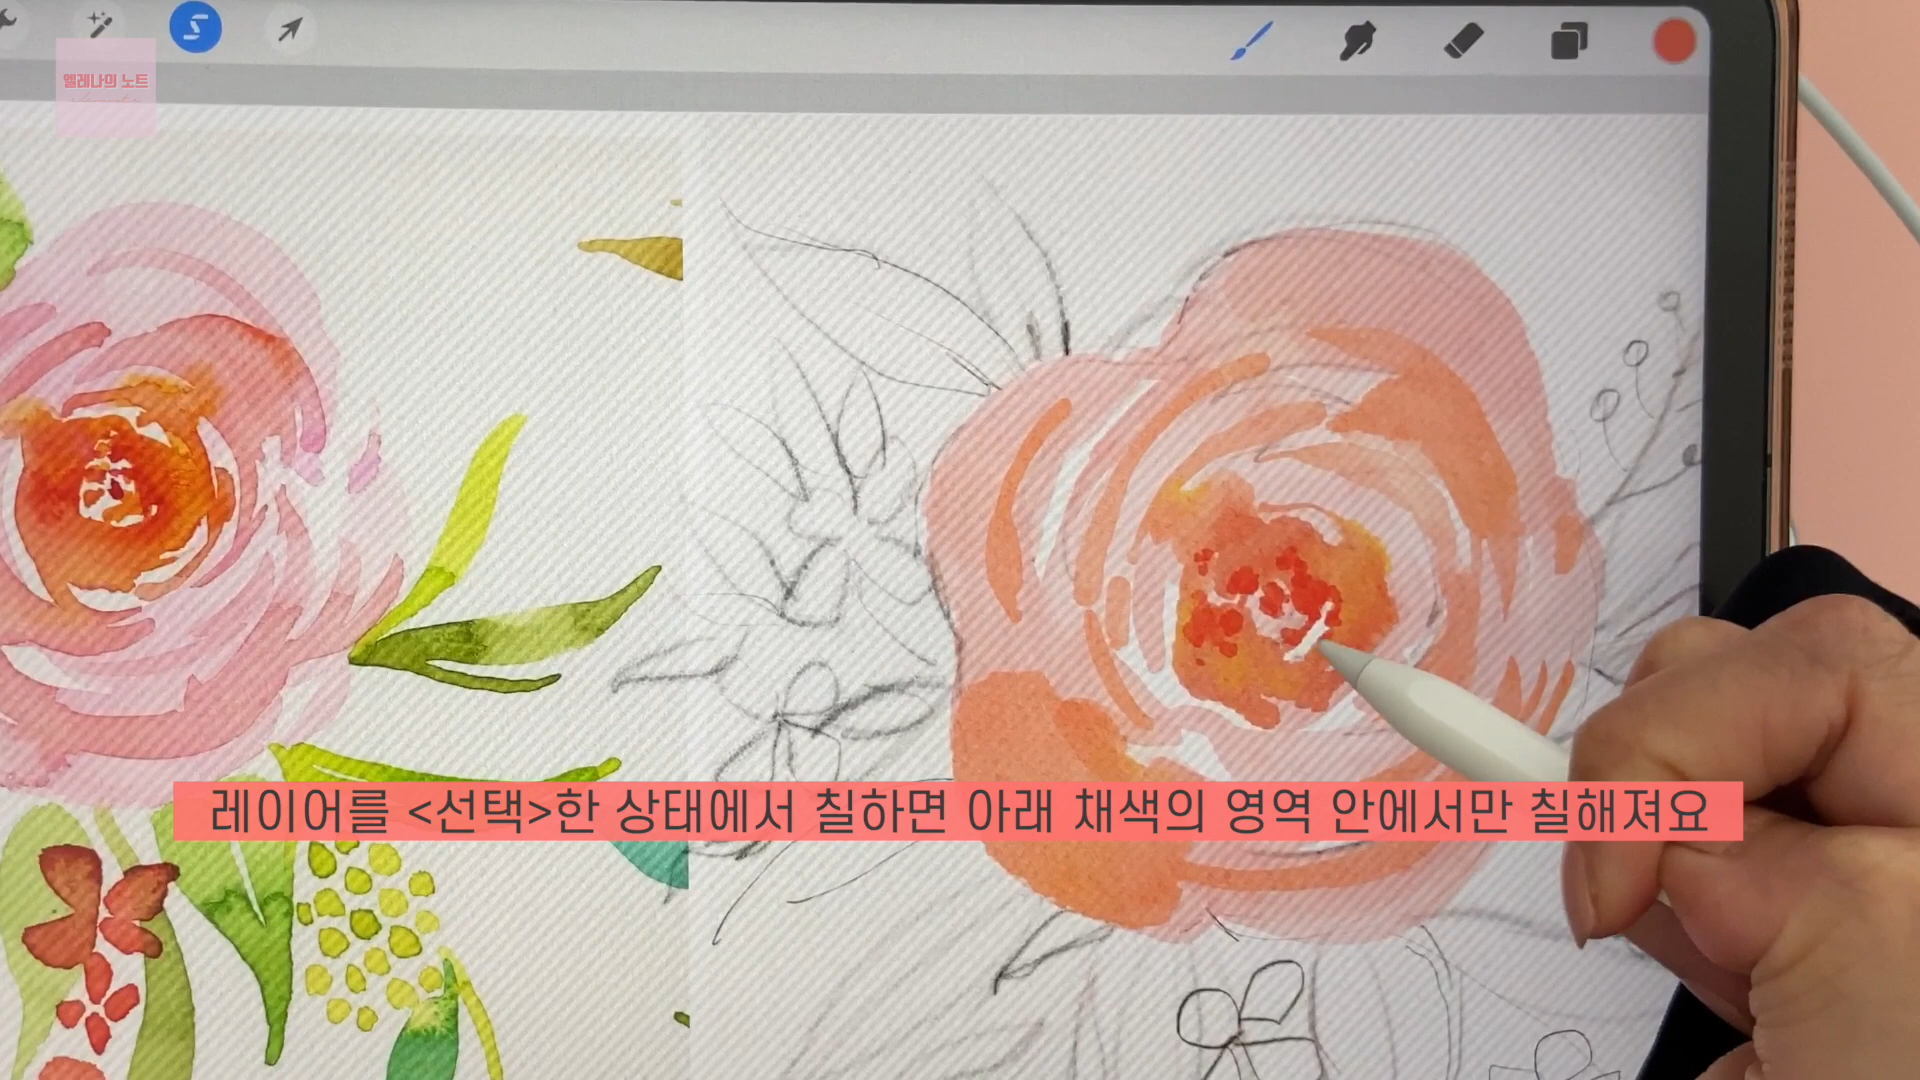 엘레나의 노트
레이어를 <선택>한 상태에서 칠하면 아래 채색의 영역 안에서만 칠해져요